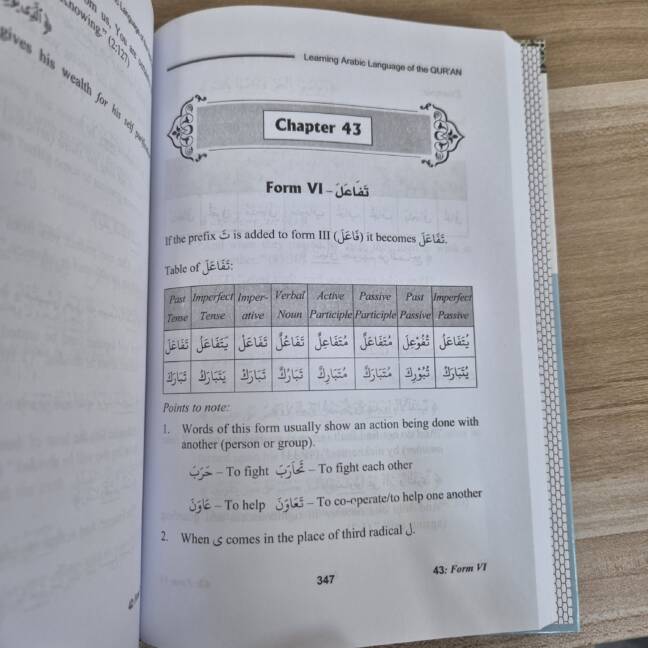 knowing." (2:127)
gives his wealth for his self
Learning Arabic Language of the QUR'AN
Chapter 43
Form VI – تَفَاعَلَ
If the prefix تَ is added to form III (فَاعَلَ) it becomes تَفَاعَلَ.
Table of تَفَاعَلَ:
Past Tense | Imperfect Tense | Imper-ative | Verbal Noun | Active Participle | Passive Participle | Past Passive | Imperfect Passive
تَفَاعَلَ | يَتَفَاعَلُ | تَفَاعَلْ | تَفَاعُلٌ | مُتَفَاعِلٌ | مُتَفَاعَلٌ | تُفُوْعِلَ | يُتَفَاعَلُ
تَبَارَكَ | يَتَبَارَكُ | تَبَارَكْ | تَبَارُكٌ | مُتَبَارِكٌ | مُتَبَارَكٌ | تُبُوْرِكَ | يُتَبَارَكُ
Points to note:
1. Words of this form usually show an action being done with
another (person or group).
حَرَبَ – To fight تَحَارَبَ – To fight each other
عَاوَنَ – To help تَعَاوَنَ – To co-operate/to help one another
2. When ى comes in the place of third radical ل.
43: Form VI
347